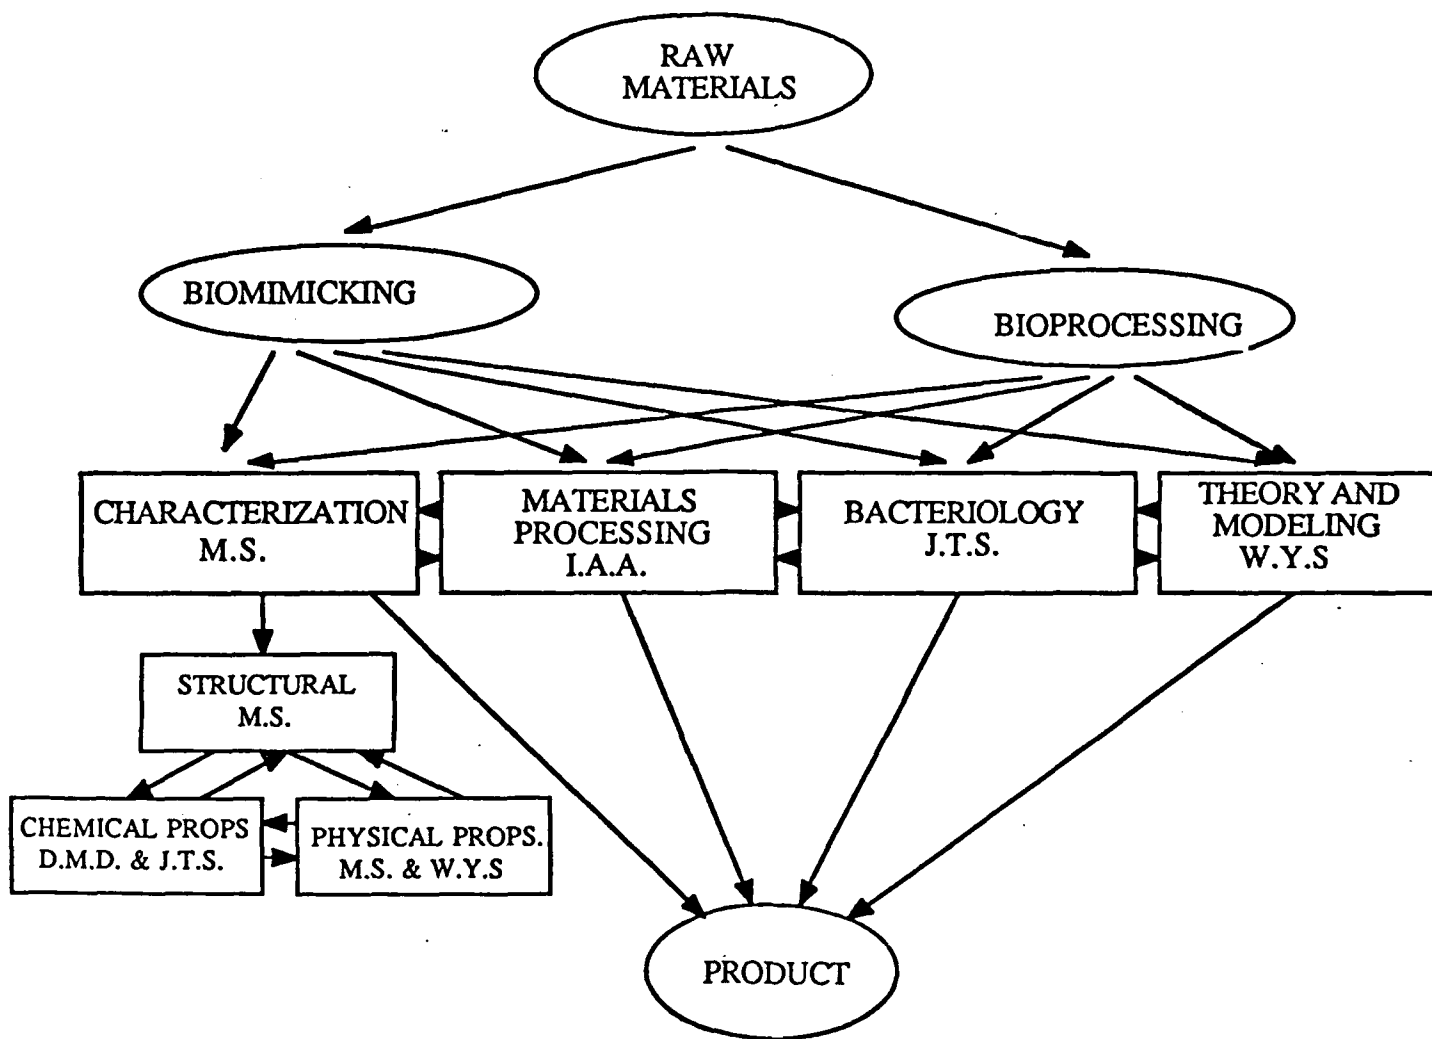 RAW
MATERIALS
BIOMIMICKING
BIOPROCESSING
CHARACTERIZATION
M.S.
MATERIALS
PROCESSING
I.A.A.
BACTERIOLOGY
J.T.S.
THEORY AND
MODELING
W.Y.S
STRUCTURAL
M.S.
CHEMICAL PROPS
D.M.D. & J.T.S.
PHYSICAL PROPS.
M.S. & W.Y.S
PRODUCT